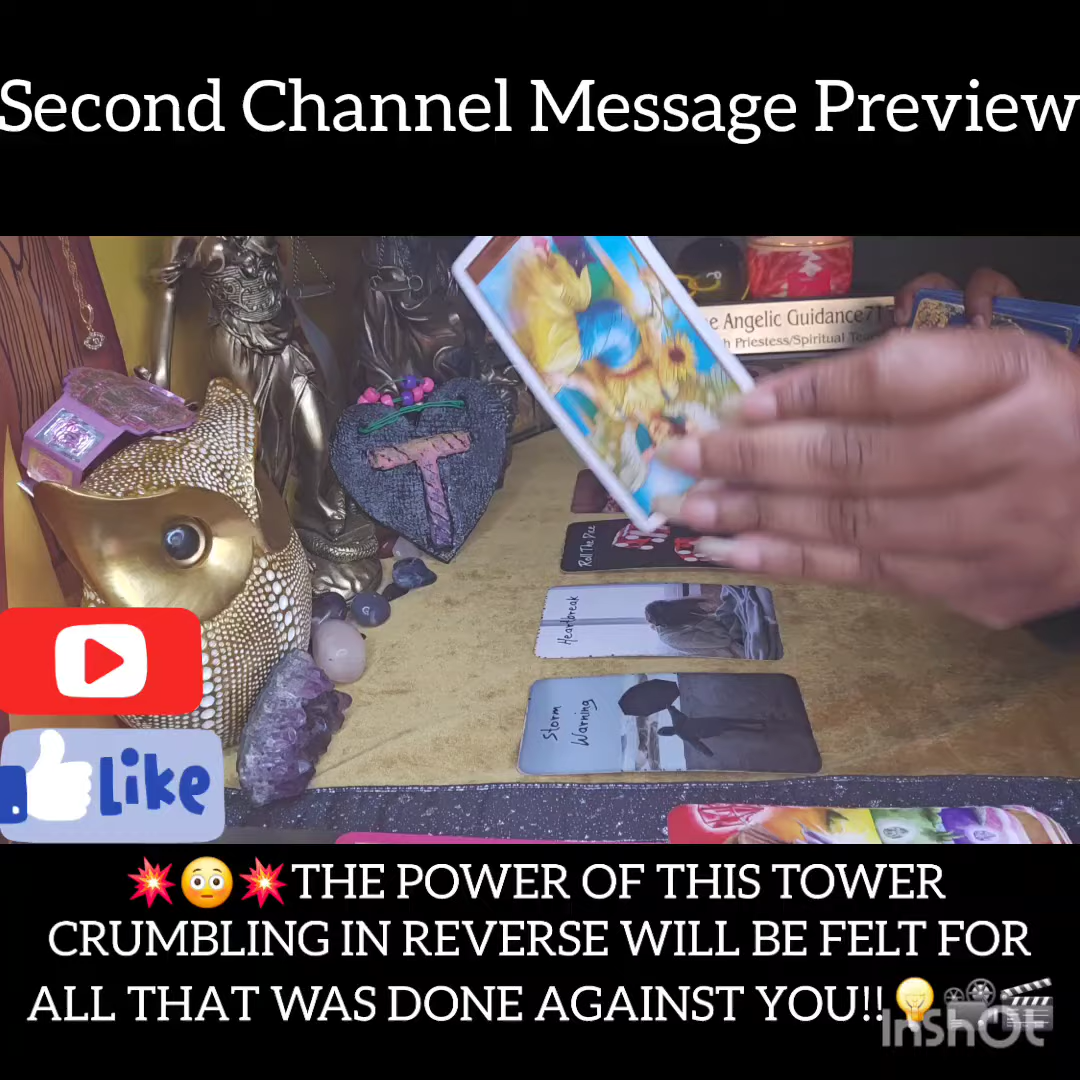 Second Channel Message Preview
e Angelic Guidance7
h Priestess/Spiritual
Roll The Dice
Heartbreak
Storm
Warning
Like
💥😳💥THE POWER OF THIS TOWER
CRUMBLING IN REVERSE WILL BE FELT FOR
ALL THAT WAS DONE AGAINST YOU!!💡📽🎬
InShOt